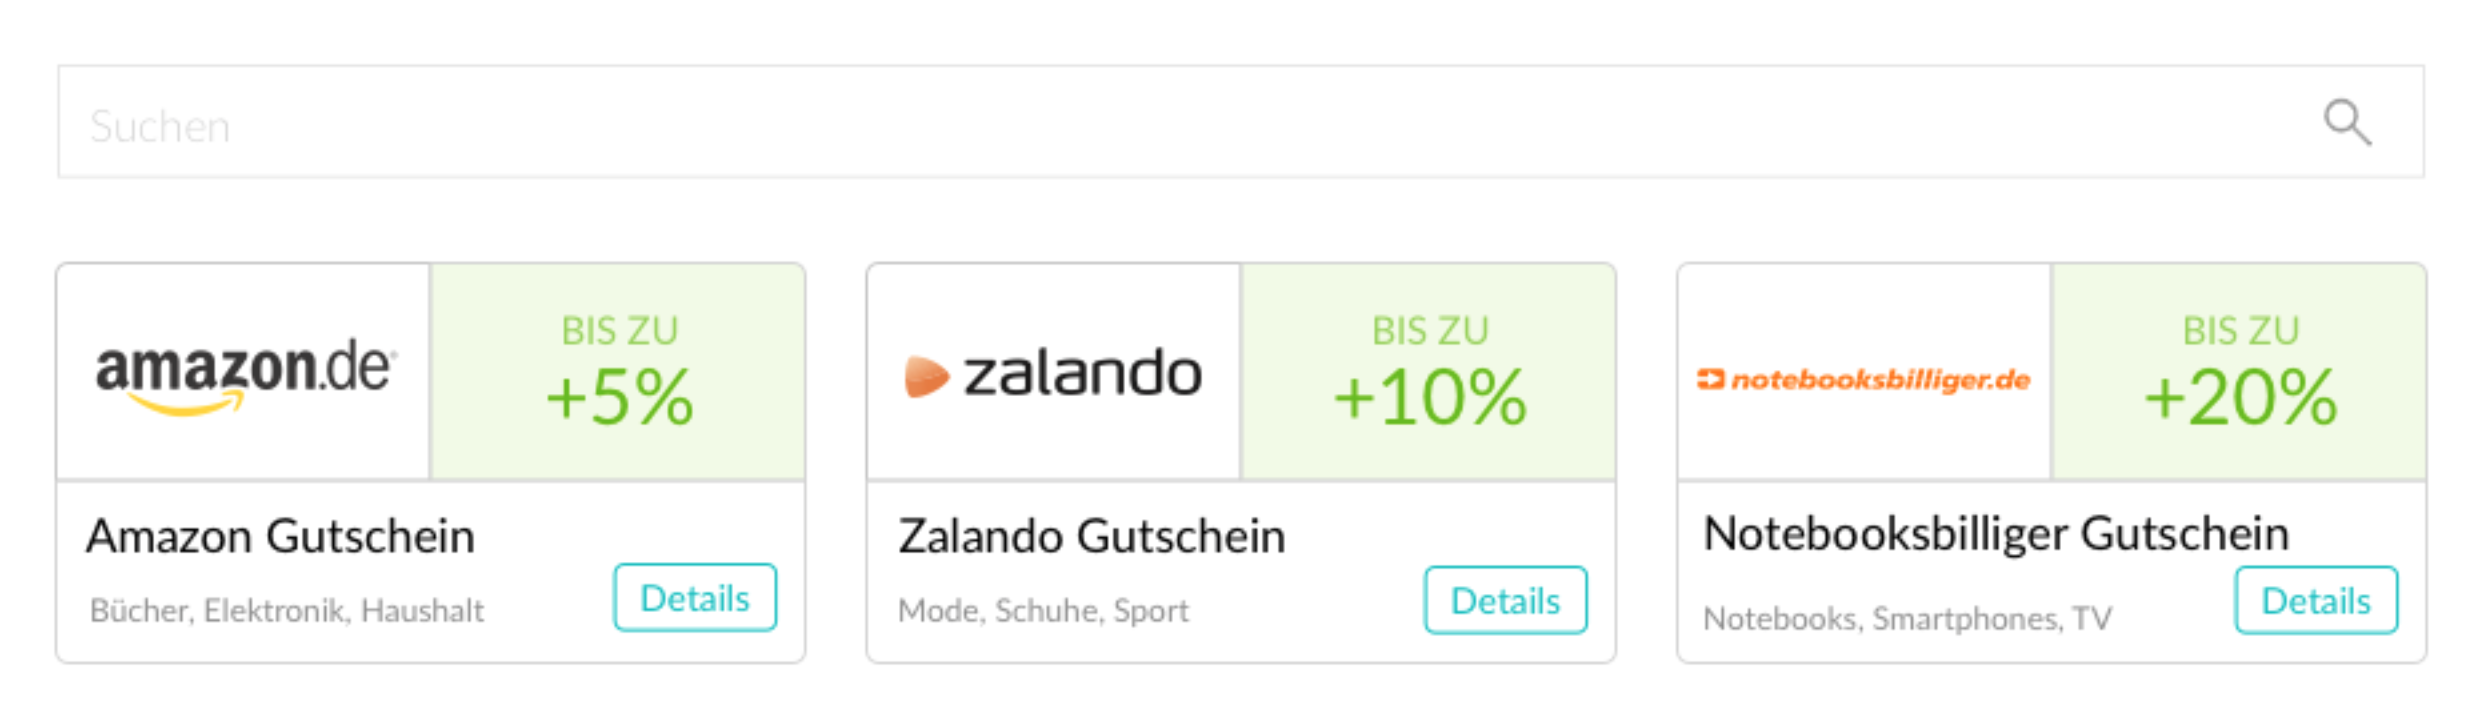 Suchen
amazon.de
BIS ZU
+5%
Amazon Gutschein
Bücher, Elektronik, Haushalt
Details
zalando
BIS ZU
+10%
Zalando Gutschein
Mode, Schuhe, Sport
Details
notebooksbilliger.de
BIS ZU
+20%
Notebooksbilliger Gutschein
Notebooks, Smartphones, TV
Details